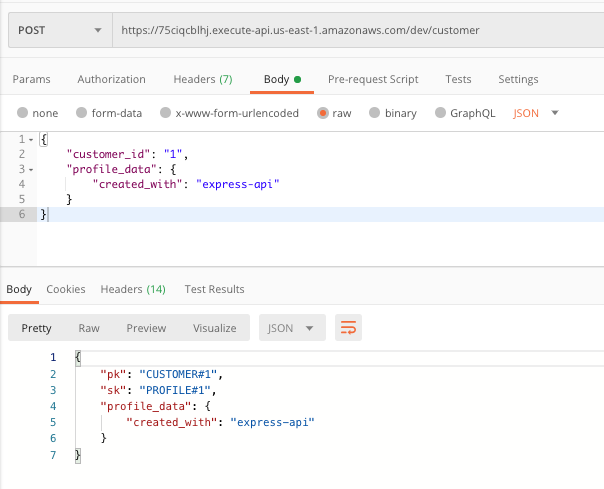 POST https://75ciqcblhj.execute-api.us-east-1.amazonaws.com/dev/customer
Params Authorization Headers (7) Body Pre-request Script Tests Settings
none form-data x-www-form-urlencoded raw binary GraphQL JSON
1 {
2 "customer_id": "1",
3 "profile_data": {
4 "created_with": "express-api"
5 }
6 }
Body Cookies Headers (14) Test Results
Pretty Raw Preview Visualize JSON
1 {
2 "pk": "CUSTOMER#1",
3 "sk": "PROFILE#1",
4 "profile_data": {
5 "created_with": "express-api"
6 }
7 }